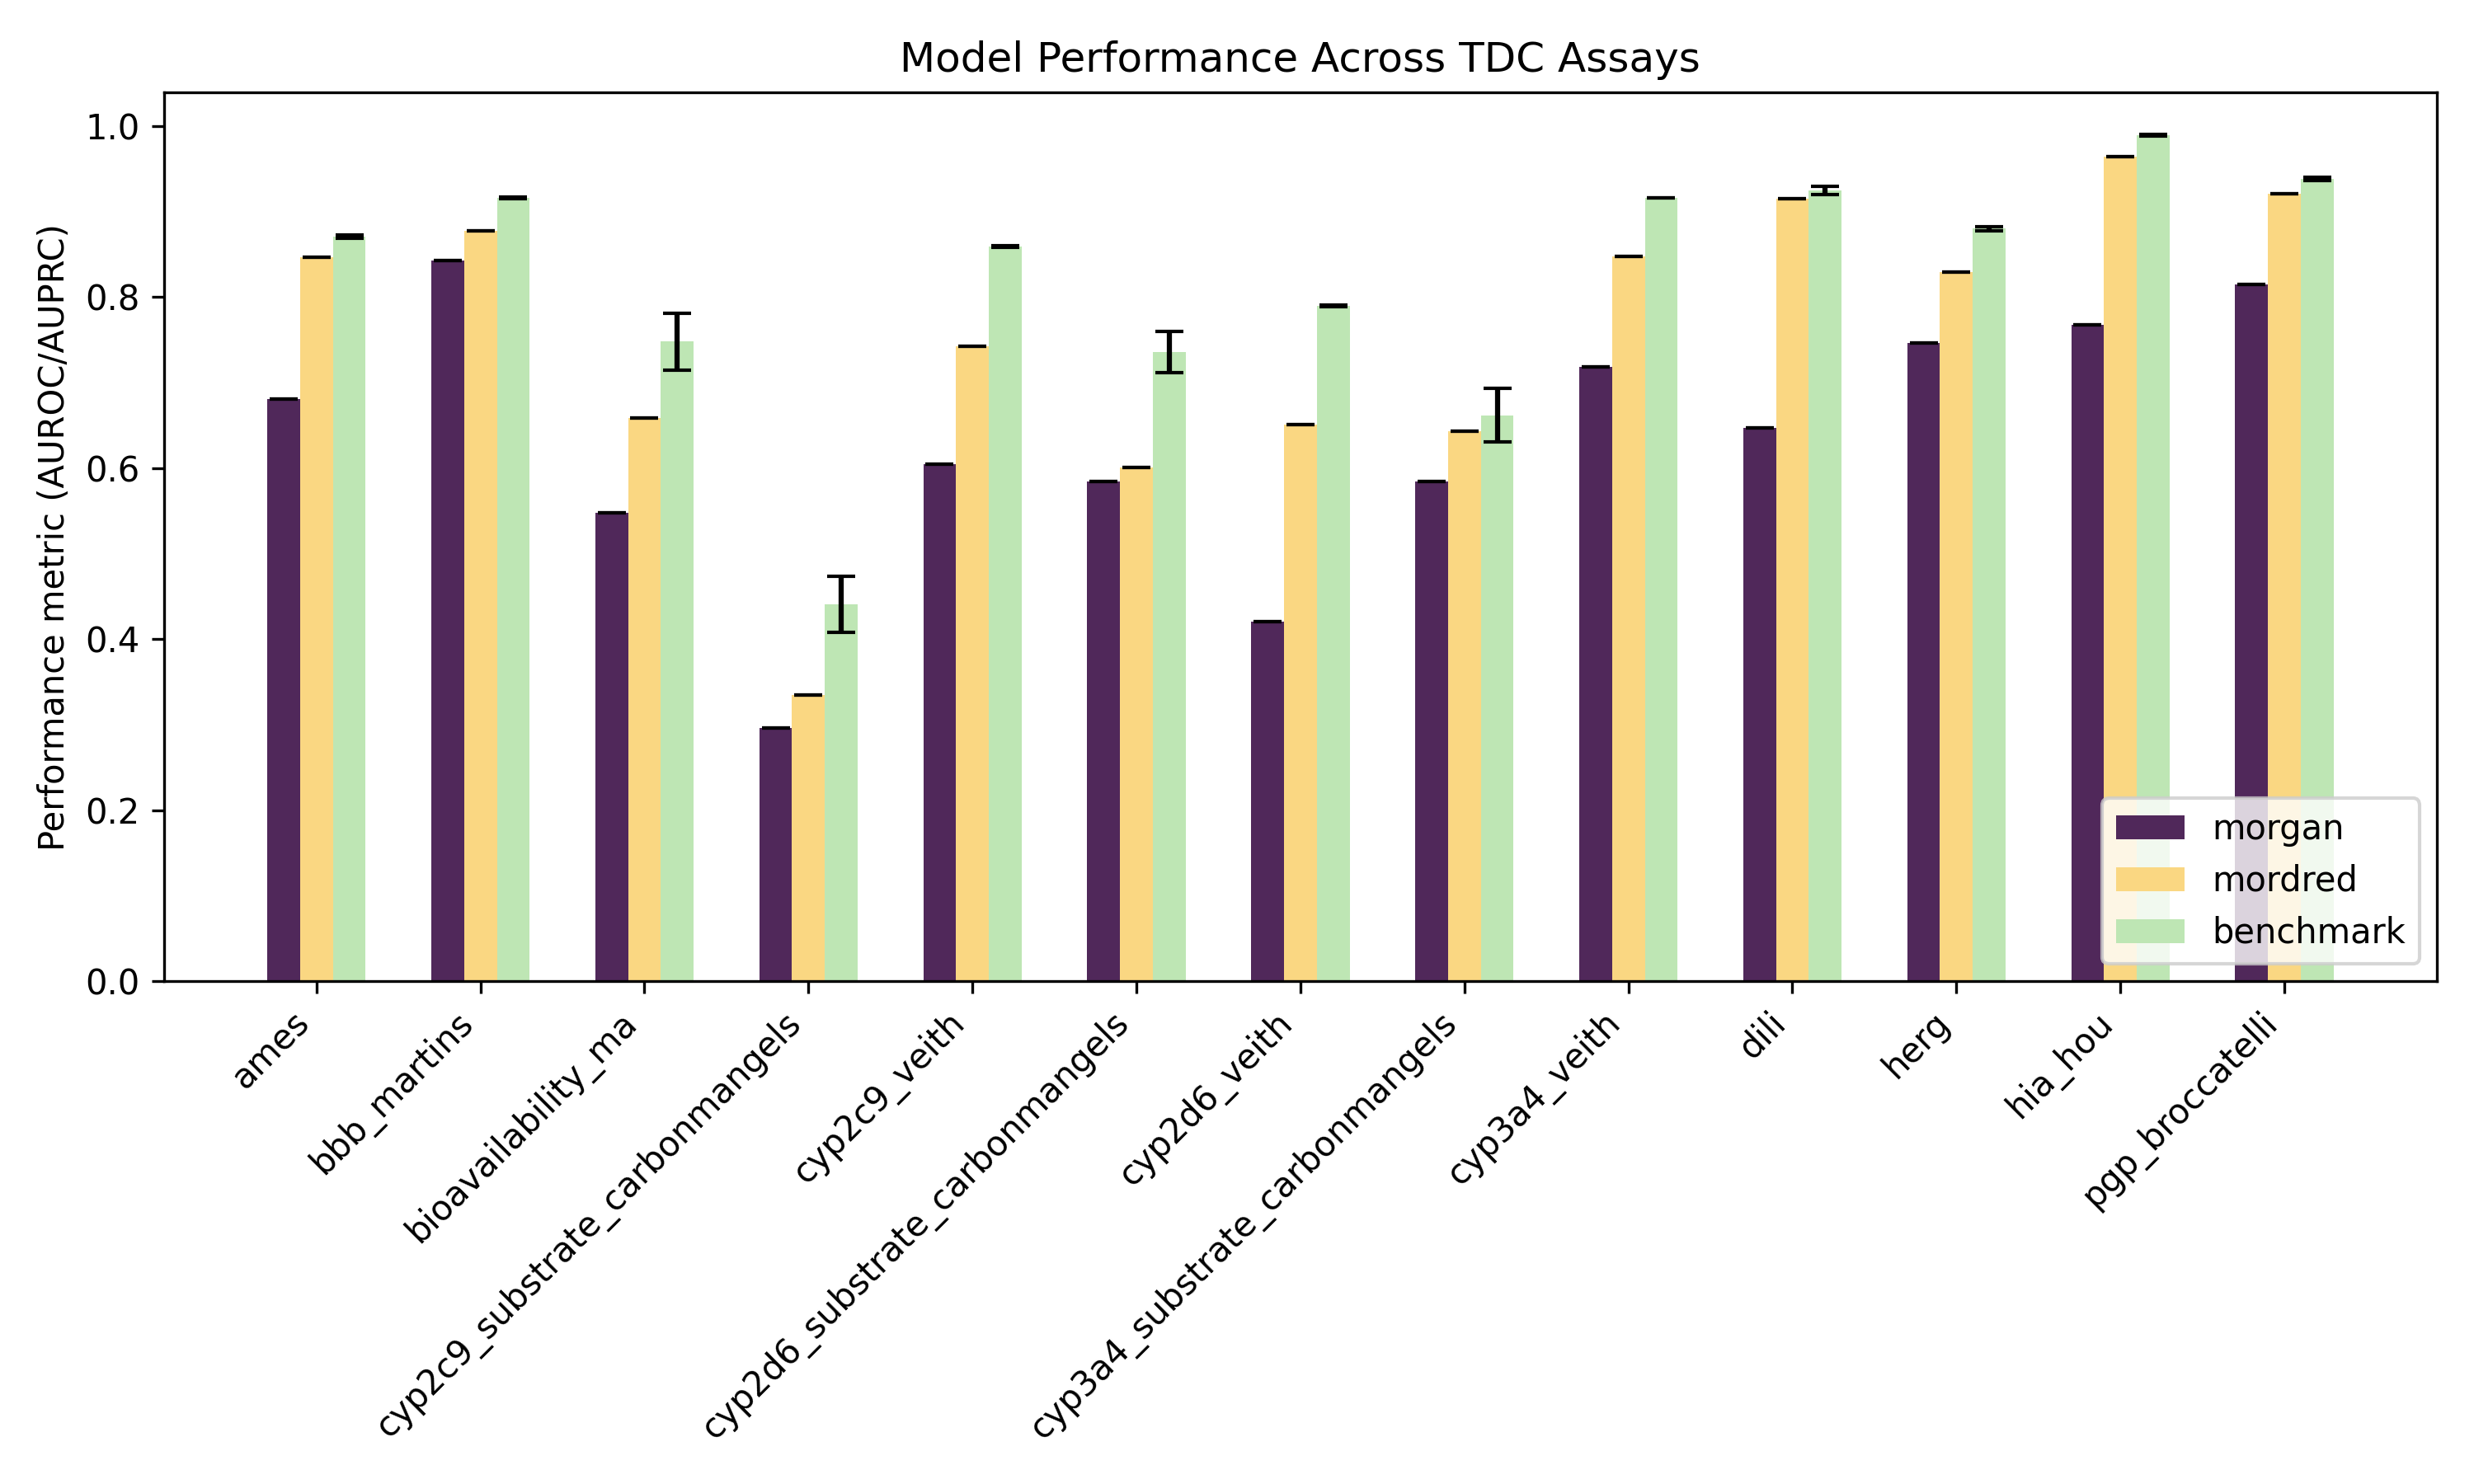 Model Performance Across TDC Assays
Performance metric (AUROC/AUPRC)
1.0
0.8
0.6
0.4
0.2
0.0
ames
bbb_martins
bioavailability_ma
cyp2c9_substrate_carbonmangels
cyp2c9_veith
cyp2d6_substrate_carbonmangels
cyp2d6_veith
cyp3a4_substrate_carbonmangels
cyp3a4_veith
dili
herg
hia_hou
pgp_broccatelli
morgan
mordred
benchmark